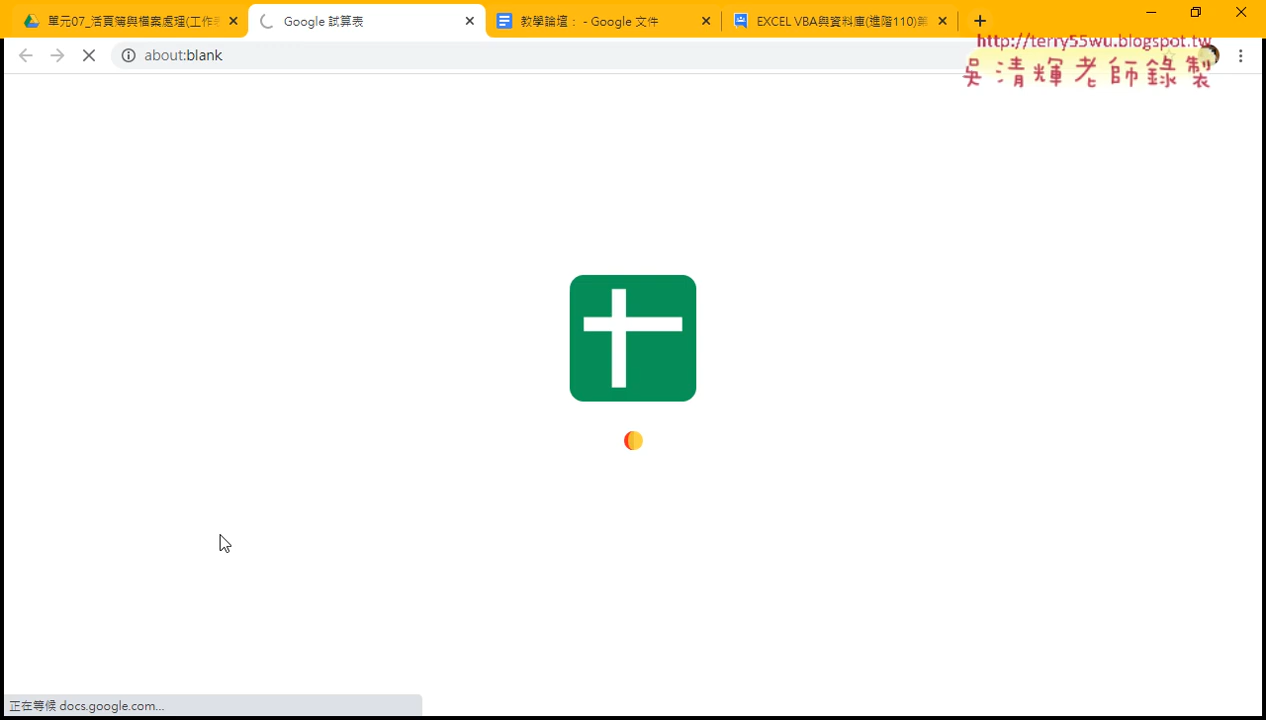 單元07_活頁簿與檔案處理(工作表
Google 試算表
教學論壇： - Google 文件
EXCEL VBA與資料庫(進階110)第
about:blank
http://terry55wu.blogspot.tw
吳清輝老師錄製
正在等候 docs.google.com...